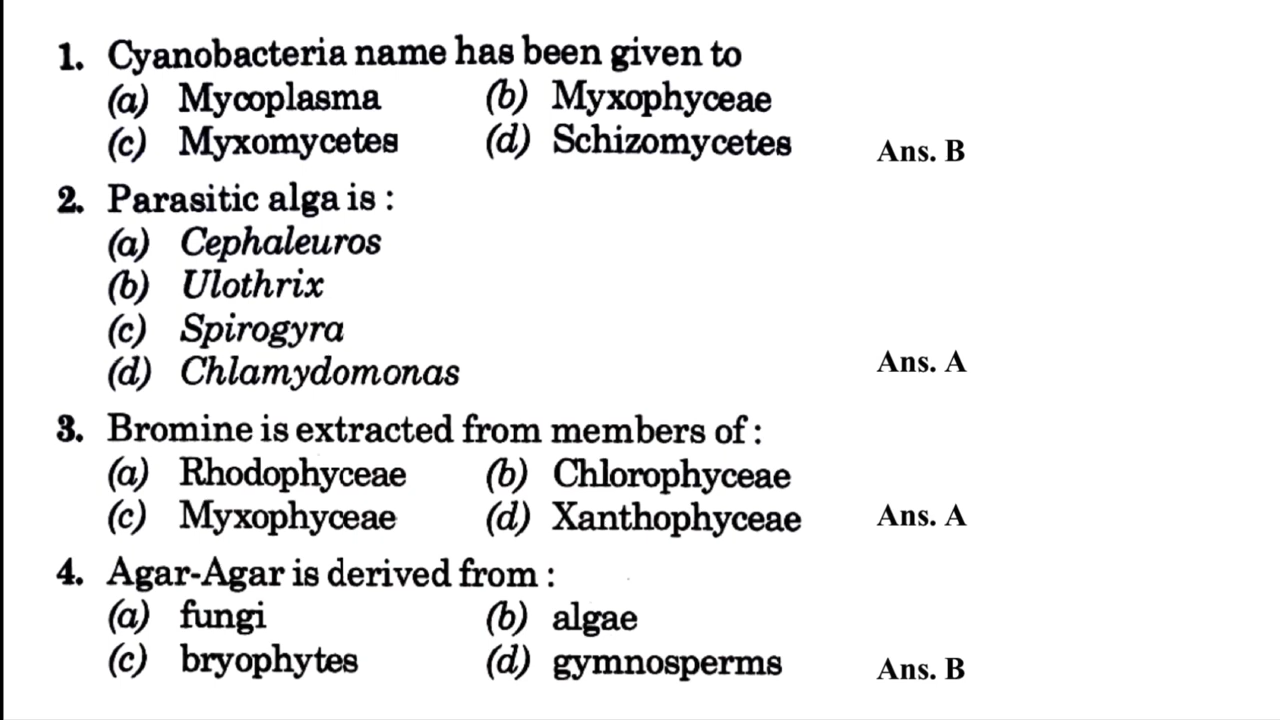 1. Cyanobacteria name has been given to
(a) Mycoplasma (b) Myxophyceae
(c) Myxomycetes (d) Schizomycetes Ans. B
2. Parasitic alga is :
(a) Cephaleuros
(b) Ulothrix
(c) Spirogyra
(d) Chlamydomonas Ans. A
3. Bromine is extracted from members of :
(a) Rhodophyceae (b) Chlorophyceae
(c) Myxophyceae (d) Xanthophyceae Ans. A
4. Agar-Agar is derived from :
(a) fungi (b) algae
(c) bryophytes (d) gymnosperms Ans. B